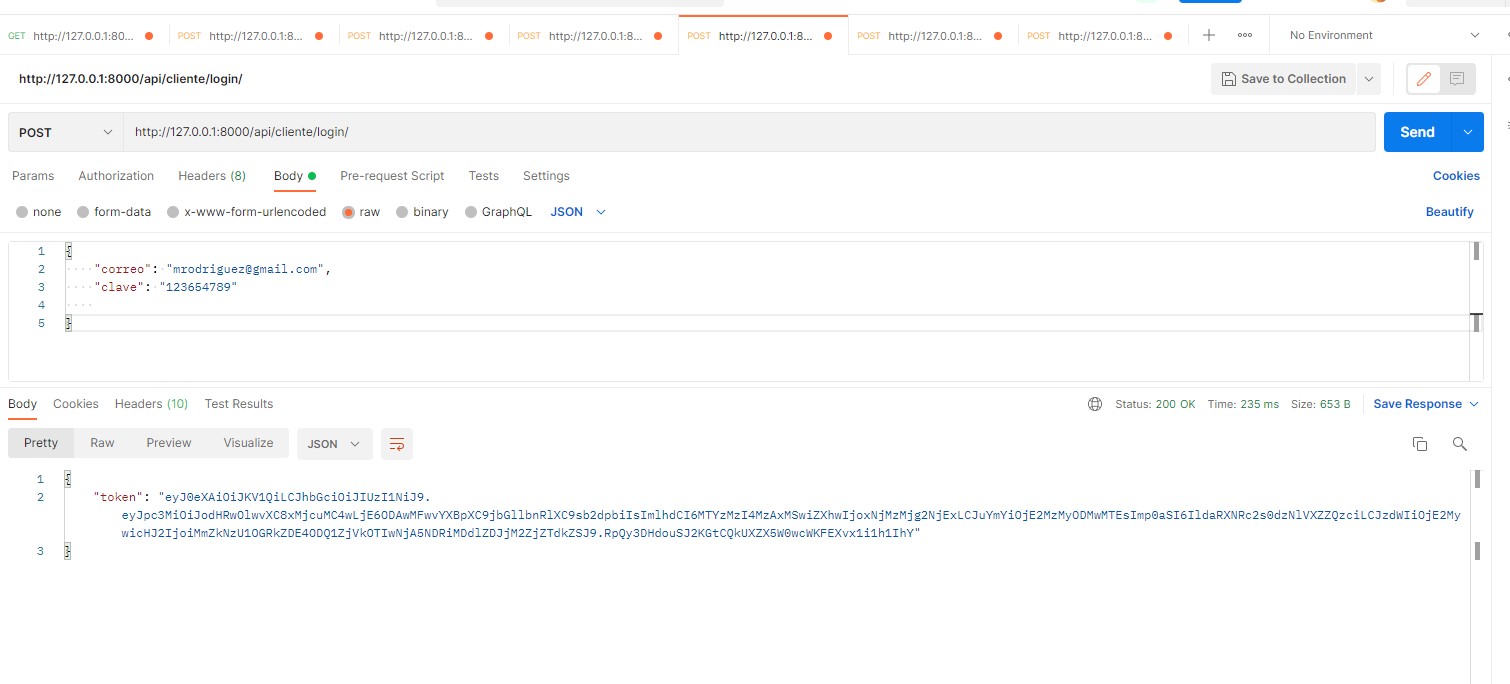 GET http://127.0.0.1:80... POST http://127.0.0.1:8... POST http://127.0.0.1:8... POST http://127.0.0.1:8... POST http://127.0.0.1:8... POST http://127.0.0.1:8... POST http://127.0.0.1:8... No Environment
http://127.0.0.1:8000/api/cliente/login/ Save to Collection
POST http://127.0.0.1:8000/api/cliente/login/ Send
Params Authorization Headers (8) Body Pre-request Script Tests Settings Cookies
none form-data x-www-form-urlencoded raw binary GraphQL JSON Beautify
1 {
2 "correo": "mrodriguez@gmail.com",
3 "clave": "123654789"
4
5 }
Body Cookies Headers (10) Test Results Status: 200 OK Time: 235 ms Size: 653 B Save Response
Pretty Raw Preview Visualize JSON
1 {
2 "token": "eyJ0eXAiOiJKV1QiLCJhbGciOiJIUzI1NiJ9.
eyJpc3MiOiJodHRwOlwvXC8xMjcuMC4wLjE6ODAwMFwvYXBpXC9jbGllbnRlXC9sb2dpbiIsImlhdCI6MTYzMzI4MzAxMSwiZXhwIjoxNjMzMjg2NjExLCJuYmYiOjE2MzMyODMwMTEsImp0aSI6IldaRXNRc2s0dzNlVXZZQzciLCJzdWIiOjE2My
wicHJ2IjoiMmZkNzU1OGRkZDE4ODQ1ZjVkOTIwNjA5NDRiMDdlZDJjM2ZjZTdkZSJ9.RpQy3DHdouSJ2KGtCQkUXZX5W0wcWKFEXvx1i1h1IhY"
3 }